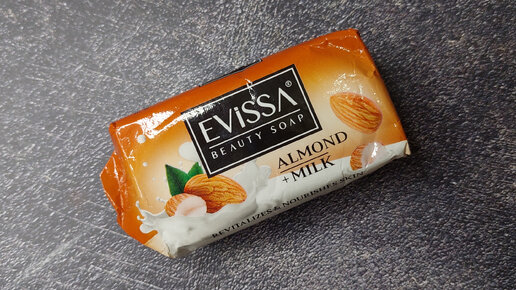 EVISSA®
BEAUTY SOAP
ALMOND
+ MILK
REVITALIZES & NOURISHES SKIN